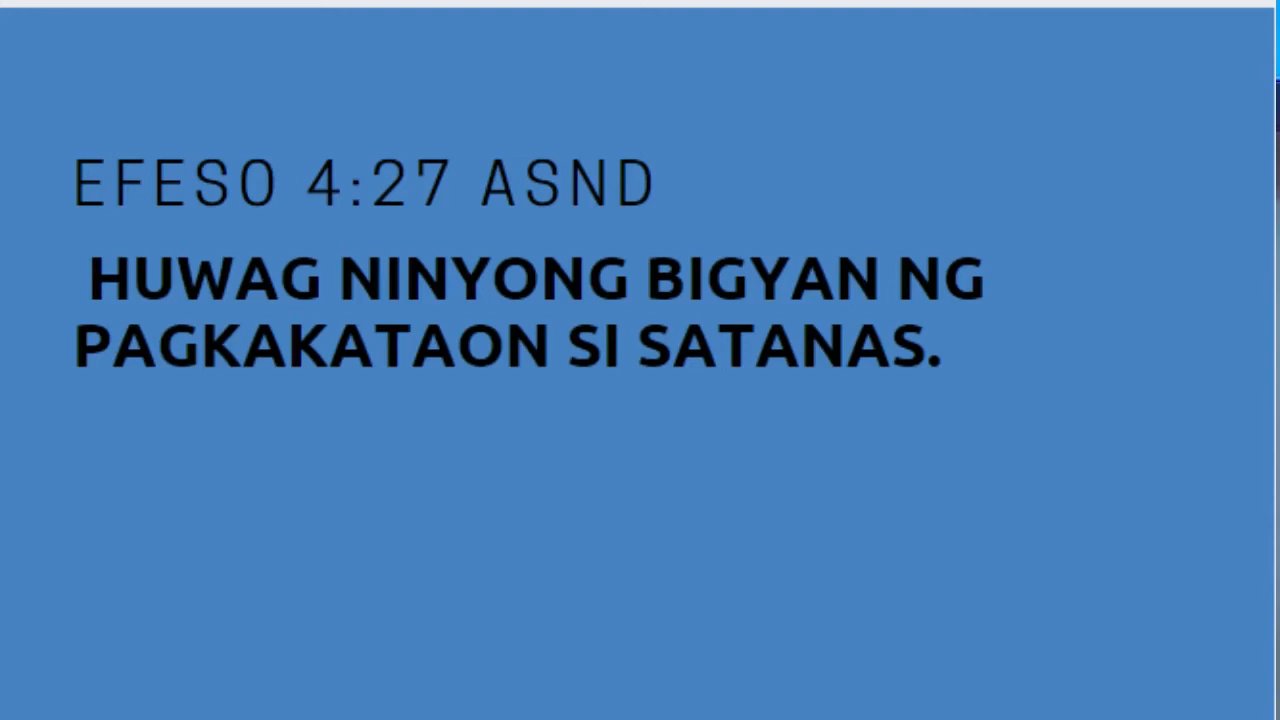 EFESO 4:27 ASND
HUWAG NINYONG BIGYAN NG
PAGKAKATAON SI SATANAS.